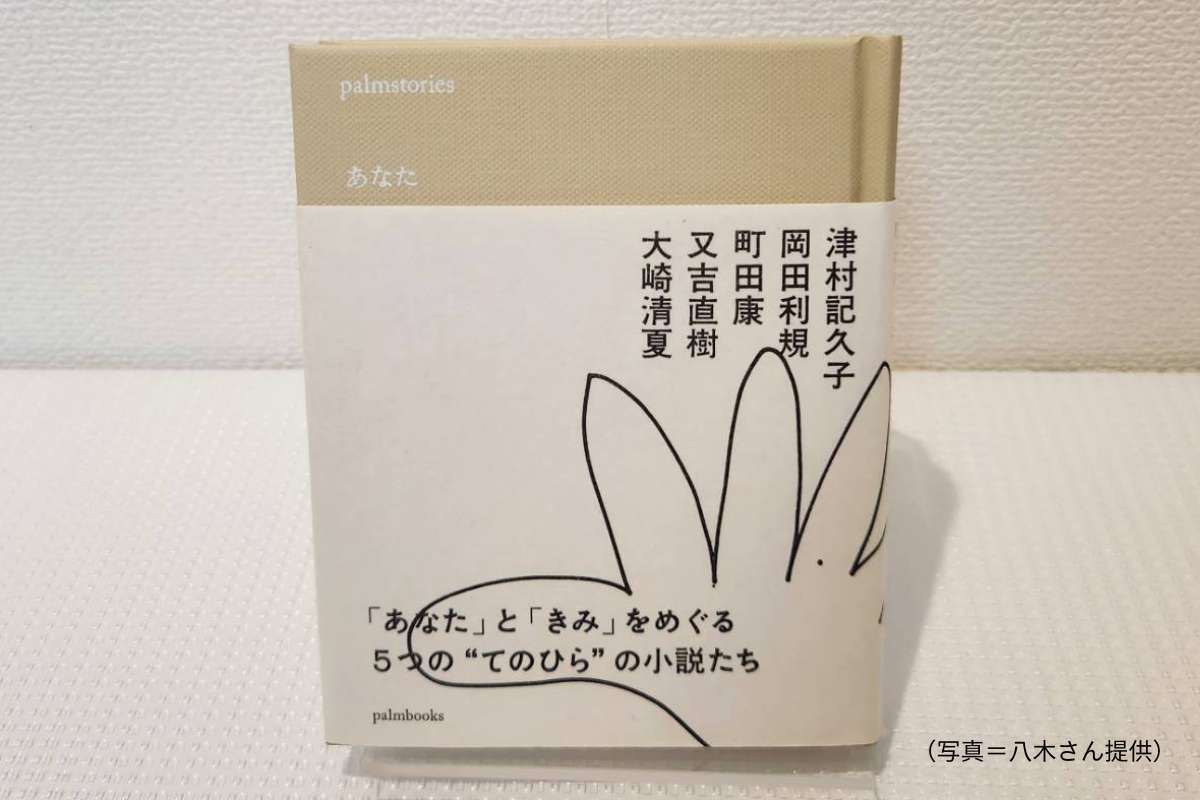 palmstories
あなた
津村記久子
岡田利規
町田康
又吉直樹
大崎清夏
「あなた」と「きみ」をめぐる
5つの“てのひら”の小説たち
palmbooks
（写真＝八木さん提供）